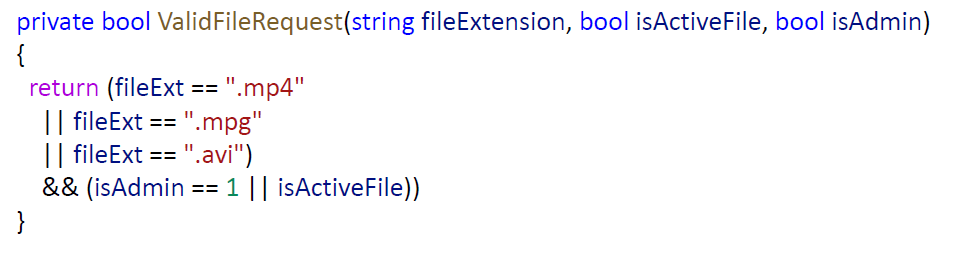 private bool ValidFileRequest(string fileExtension, bool isActiveFile, bool isAdmin)
{
  return (fileExt == ".mp4"
    || fileExt == ".mpg"
    || fileExt == ".avi")
    && (isAdmin == 1 || isActiveFile))
}